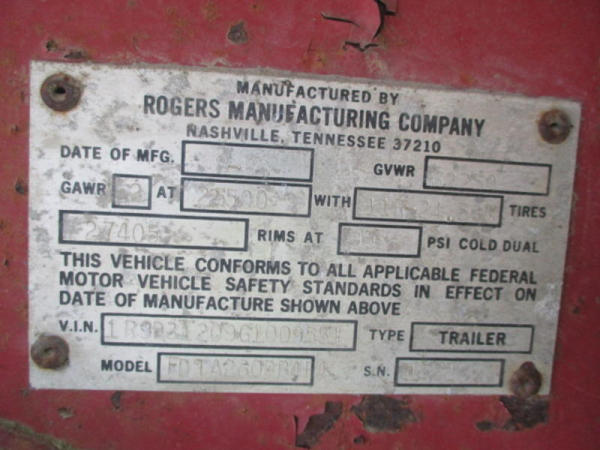 MANUFACTURED BY
ROGERS MANUFACTURING COMPANY
NASHVILLE, TENNESSEE 37210
DATE OF MFG. GVWR
GAWR 2 AT 22500 WITH TIRES
RIMS AT PSI COLD DUAL
THIS VEHICLE CONFORMS TO ALL APPLICABLE FEDERAL
MOTOR VEHICLE SAFETY STANDARDS IN EFFECT ON
DATE OF MANUFACTURE SHOWN ABOVE
V.I.N. TYPE TRAILER
MODEL S.N.